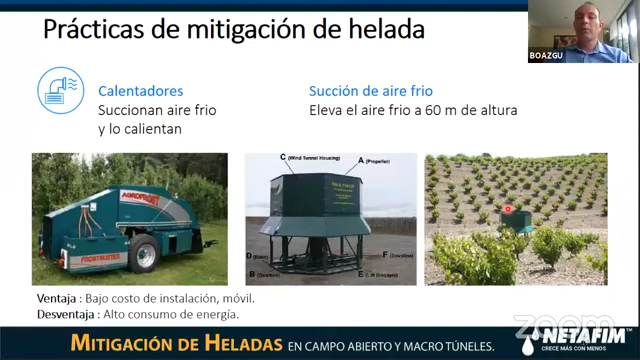 Prácticas de mitigación de helada
BOAZGU
Calentadores
Succionan aire frio
y lo calientan
Succión de aire frio
Eleva el aire frio a 60 m de altura
AGROFROST
FROSTBUSTER
C (Wind Tunnel Housing)
A (Propeller)
D
B
F
E
Ventaja : Bajo costo de instalación, móvil.
Desventaja : Alto consumo de energía.
zoom
MITIGACIÓN DE HELADAS EN CAMPO ABIERTO Y MACRO TÚNELES.
NETAFIM
CRECE MÁS CON MENOS